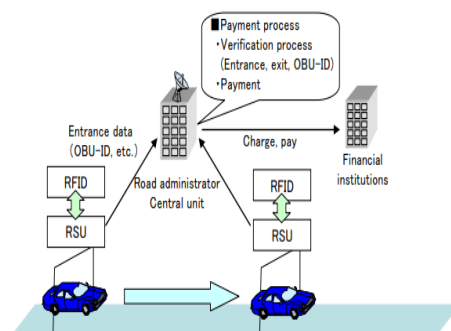 ■Payment process
・Verification process
(Entrance, exit, OBU-ID)
・Payment
Entrance data
(OBU-ID, etc.)
Charge, pay
Financial
institutions
Road administrator
Central unit
RFID
RSU
RFID
RSU